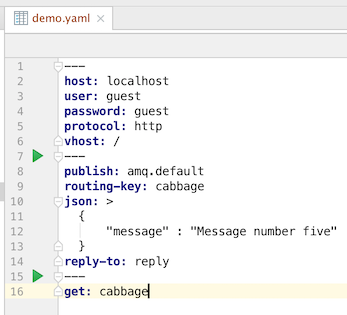 demo.yaml
1 ---
2 vhost: localhost
3 user: guest
4 password: guest
5 protocol: http
6 vhost: /
7 ---
8 publish: amq.default
9 routing-key: cabbage
10 json: >
11 {
12 "message" : "Message number five"
13 }
14 reply-to: reply
15 ---
16 get: cabbage